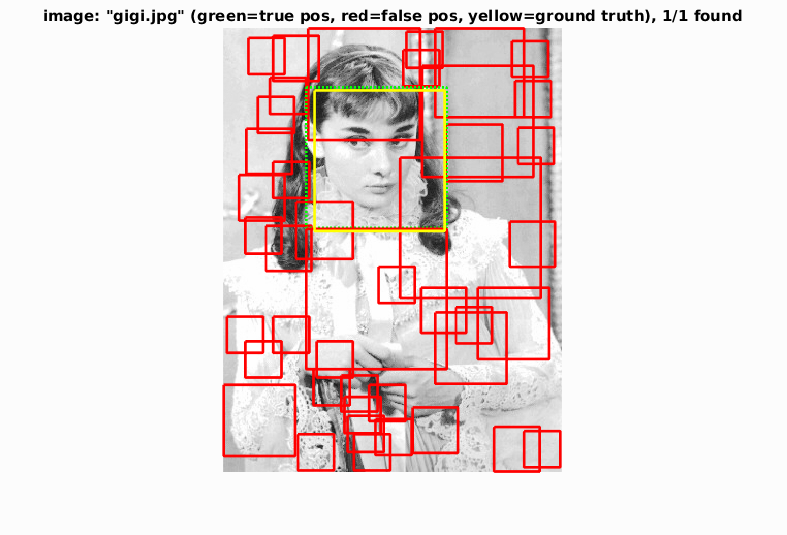 image: "gigi.jpg" (green=true pos, red=false pos, yellow=ground truth), 1/1 found